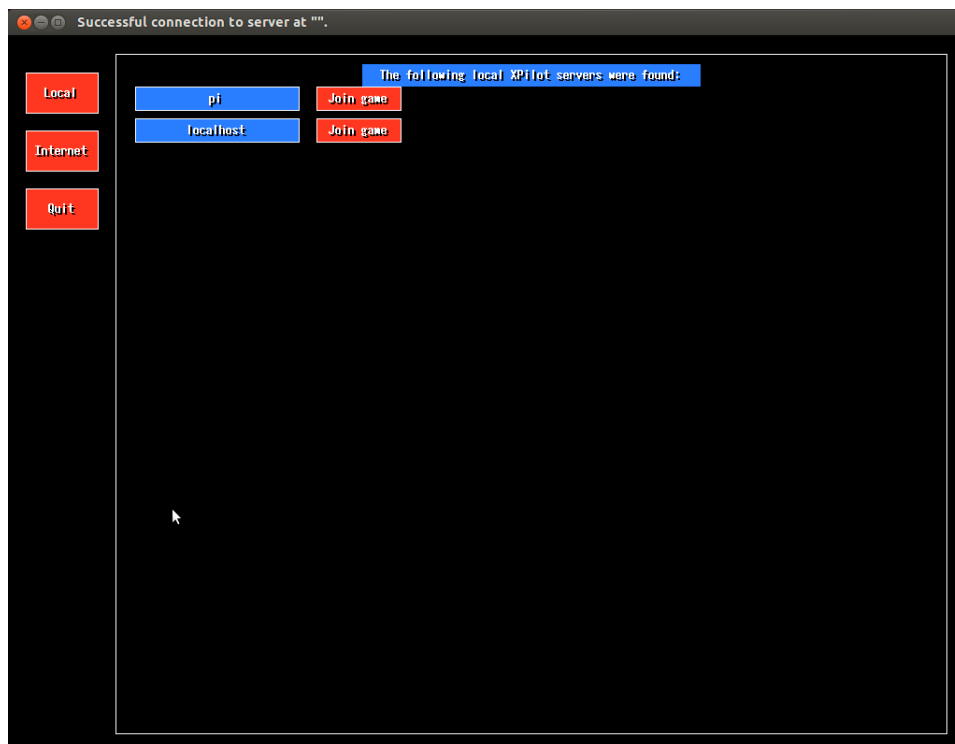 Successful connection to server at "".
Local
Internet
Quit
The following local XPilot servers were found:
pi Join game
localhost Join game